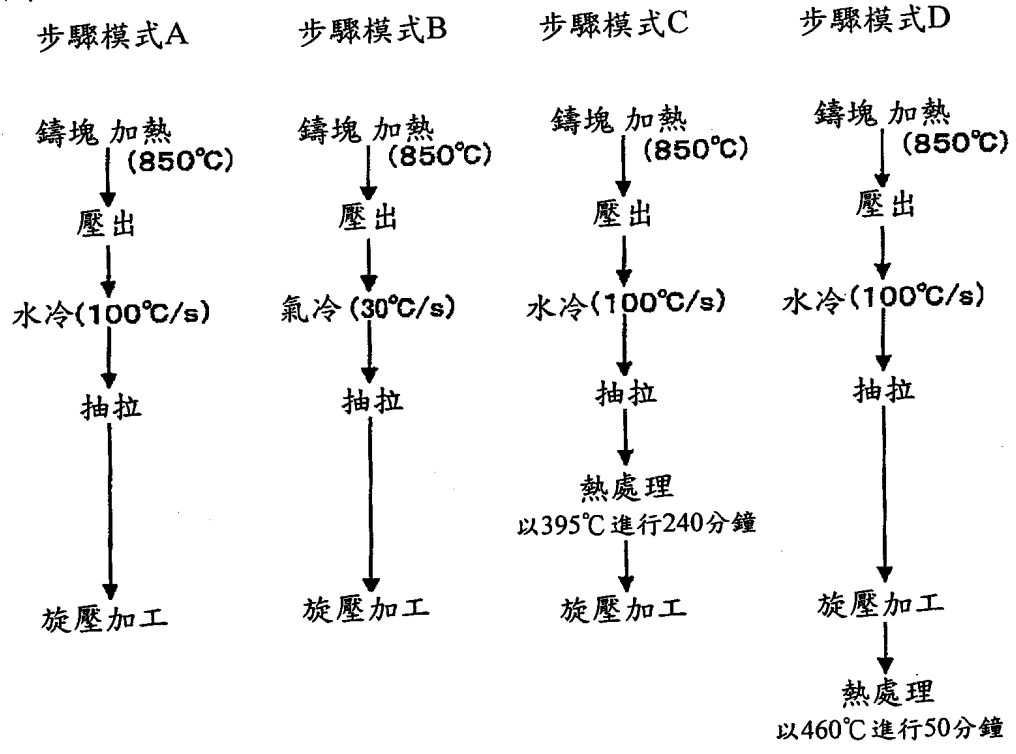 步驟模式A
鑄塊 加熱
(850℃)
壓出
水冷(100℃/s)
抽拉
旋壓加工
步驟模式B
鑄塊 加熱
(850℃)
壓出
氣冷(30℃/s)
抽拉
旋壓加工
步驟模式C
鑄塊 加熱
(850℃)
壓出
水冷(100℃/s)
抽拉
熱處理
以395℃進行240分鐘
旋壓加工
步驟模式D
鑄塊 加熱
(850℃)
壓出
水冷(100℃/s)
抽拉
旋壓加工
熱處理
以460℃進行50分鐘